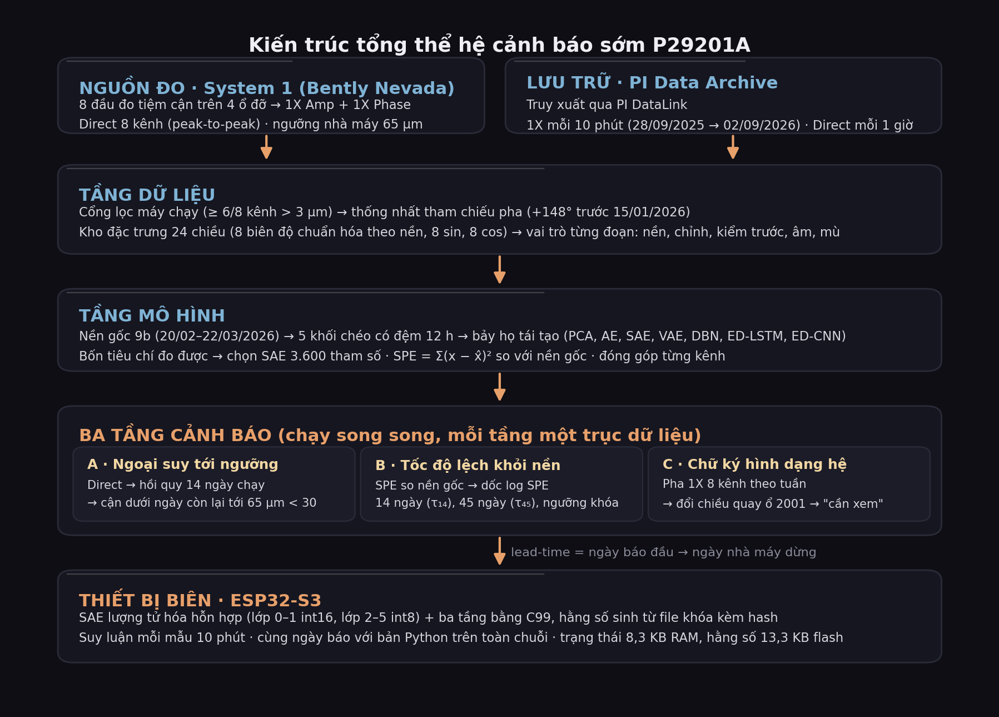 Kiến trúc tổng thể hệ cảnh báo sớm P29201A
NGUỒN ĐO · System 1 (Bently Nevada)
8 đầu đo tiệm cận trên 4 ổ đỡ → 1X Amp + 1X Phase
Direct 8 kênh (peak-to-peak) · ngưỡng nhà máy 65 µm
LƯU TRỮ · PI Data Archive
Truy xuất qua PI DataLink
1X mỗi 10 phút (28/09/2025 → 02/09/2026) · Direct mỗi 1 giờ
TẦNG DỮ LIỆU
Cổng lọc máy chạy (≥ 6/8 kênh > 3 µm) → thống nhất tham chiếu pha (+148° trước 15/01/2026)
Kho đặc trưng 24 chiều (8 biên độ chuẩn hóa theo nền, 8 sin, 8 cos) → vai trò từng đoạn: nền, chỉnh, kiểm trước, âm, mù
TẦNG MÔ HÌNH
Nền gốc 9b (20/02–22/03/2026) → 5 khối chéo có đệm 12 h → bảy họ tái tạo (PCA, AE, SAE, VAE, DBN, ED-LSTM, ED-CNN)
Bốn tiêu chí đo được → chọn SAE 3.600 tham số · SPE = Σ(x − x̂)² so với nền gốc · đóng góp từng kênh
BA TẦNG CẢNH BÁO (chạy song song, mỗi tầng một trục dữ liệu)
A · Ngoại suy tới ngưỡng
Direct → hồi quy 14 ngày chạy
→ cận dưới ngày còn lại tới 65 µm < 30
B · Tốc độ lệch khỏi nền
SPE so nền gốc → dốc log SPE
14 ngày (τ₁₄), 45 ngày (τ₄₅), ngưỡng khóa
C · Chữ ký hình dạng hệ
Pha 1X 8 kênh theo tuần
→ đổi chiều quay ổ 2001 → "cần xem"
lead-time = ngày báo đầu → ngày nhà máy dừng
THIẾT BỊ BIÊN · ESP32-S3
SAE lượng tử hóa hỗn hợp (lớp 0–1 int16, lớp 2–5 int8) + ba tầng bằng C99, hằng số sinh từ file khóa kèm hash
Suy luận mỗi mẫu 10 phút · cùng ngày báo với bản Python trên toàn chuỗi · trạng thái 8,3 KB RAM, hằng số 13,3 KB flash